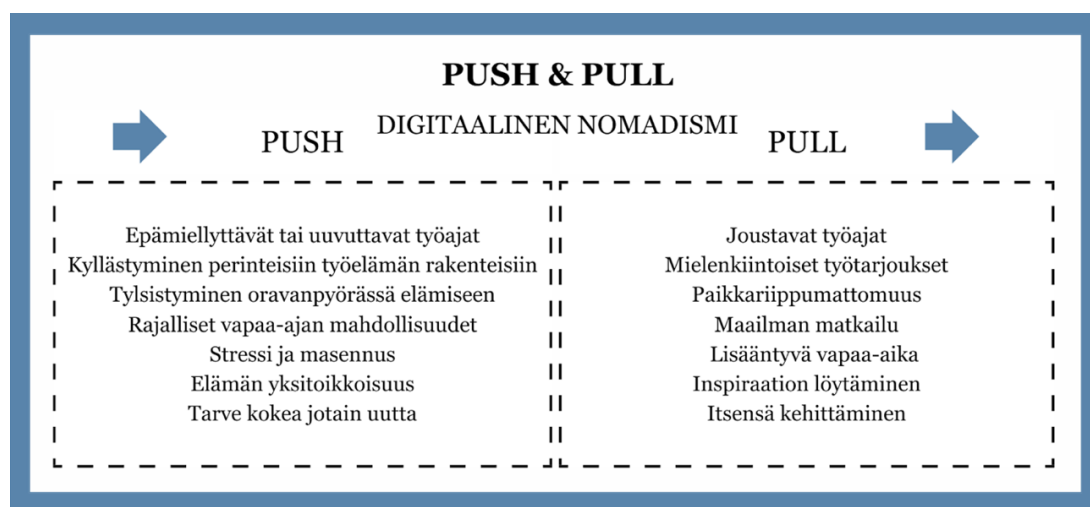 PUSH & PULL
DIGITAALINEN NOMADISMI
PUSH
PULL
Epämiellyttävät tai uuvuttavat työajat
Kyllästyminen perinteisiin työelämän rakenteisiin
Tylsistyminen oravanpyörässä elämiseen
Rajalliset vapaa-ajan mahdollisuudet
Stressi ja masennus
Elämän yksitoikkoisuus
Tarve kokea jotain uutta
Joustavat työajat
Mielenkiintoiset työtarjoukset
Paikkariippumattomuus
Maailman matkailu
Lisääntyvä vapaa-aika
Inspiraation löytäminen
Itsensä kehittäminen